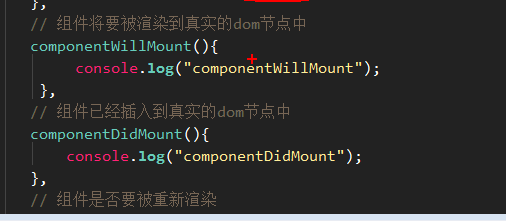 },
// 组件将要被渲染到真实的dom节点中
componentWillMount(){
console.log("componentWillMount");
},
// 组件已经插入到真实的dom节点中
componentDidMount(){
console.log("componentDidMount");
},
// 组件是否要被重新渲染